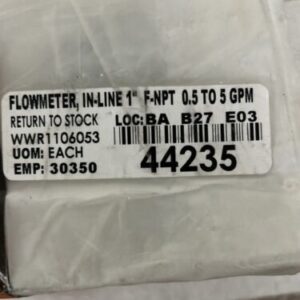 FLOWMETER, IN-LINE 1" F-NPT 0.5 TO 5 GPM
RETURN TO STOCK LOC:BA B27 E03
WWR1106053
UOM: EACH
EMP: 30350
44235